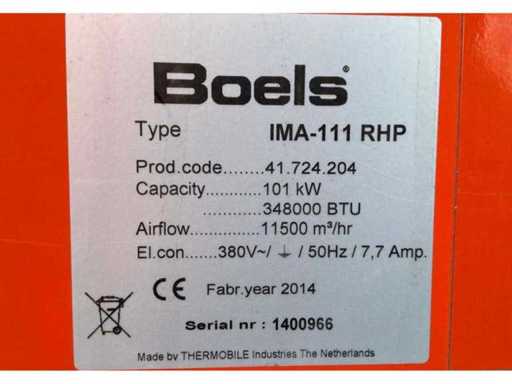 Boels®
Type IMA-111 RHP
Prod.code........41.724.204
Capacity...........101 kW
...........348000 BTU
Airflow.............11500 m³/hr
El.con......380V~/ ⏚ / 50Hz / 7,7 Amp.
CE Fabr.year 2014
Serial nr : 1400966
Made by THERMOBILE Industries The Netherlands